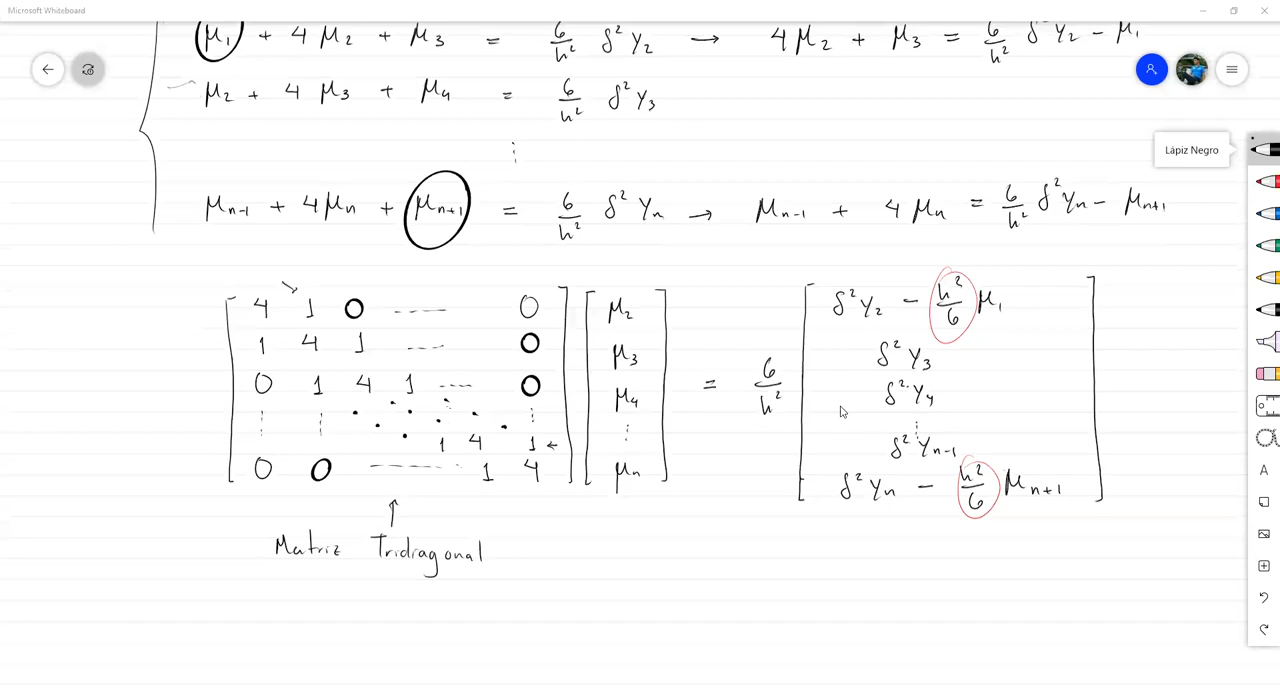 Microsoft Whiteboard
μ₁ + 4 μ₂ + μ₃ = 6/h² δ² y₂ → 4 μ₂ + μ₃ = 6/h² δ² y₂ − μ₁
μ₂ + 4 μ₃ + μ₄ = 6/h² δ² y₃
Lápiz Negro
⋮
μₙ₋₁ + 4 μₙ + μₙ₊₁ = 6/h² δ² yₙ → μₙ₋₁ + 4 μₙ = 6/h² δ² yₙ − μₙ₊₁
[ 4 1 0 ---- 0 ] [ μ₂ ] [ δ² y₂ − h²/6 μ₁ ]
[ 1 4 1 ---- 0 ] [ μ₃ ] [ δ² y₃ ]
[ 0 1 4 1 ---- 0 ] [ μ₄ ] = 6/h² [ δ² y₄ ]
[ ⋮ ⋮ ⋱ ⋱ ⋱ ⋮ ] [ ⋮ ] [ ⋮ ]
[ 1 4 1 ] ← [ δ² yₙ₋₁ ]
[ 0 0 ---- 1 4 ] [ μₙ ] [ δ² yₙ − h²/6 μₙ₊₁ ]
↑
Matriz Tridragonal
A